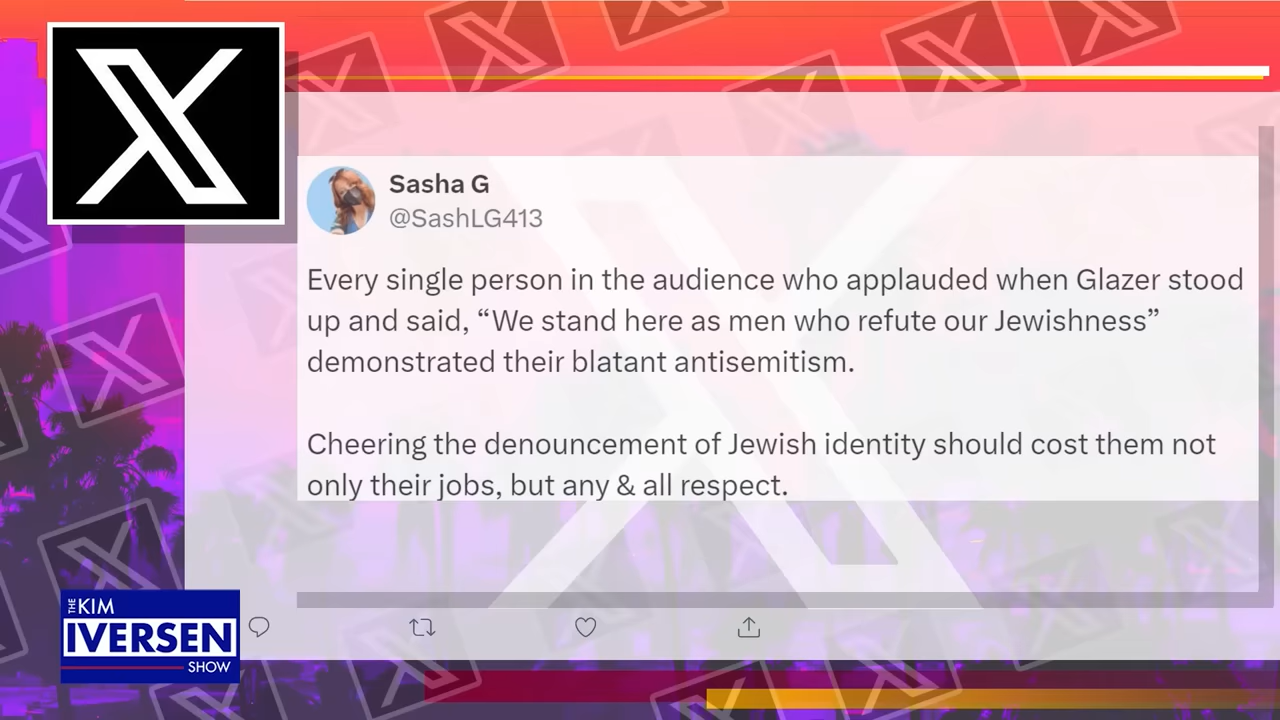 Sasha G
@SashLG413
Every single person in the audience who applauded when Glazer stood
up and said, “We stand here as men who refute our Jewishness”
demonstrated their blatant antisemitism.
Cheering the denouncement of Jewish identity should cost them not
only their jobs, but any & all respect.
THE KIM
IVERSEN
SHOW